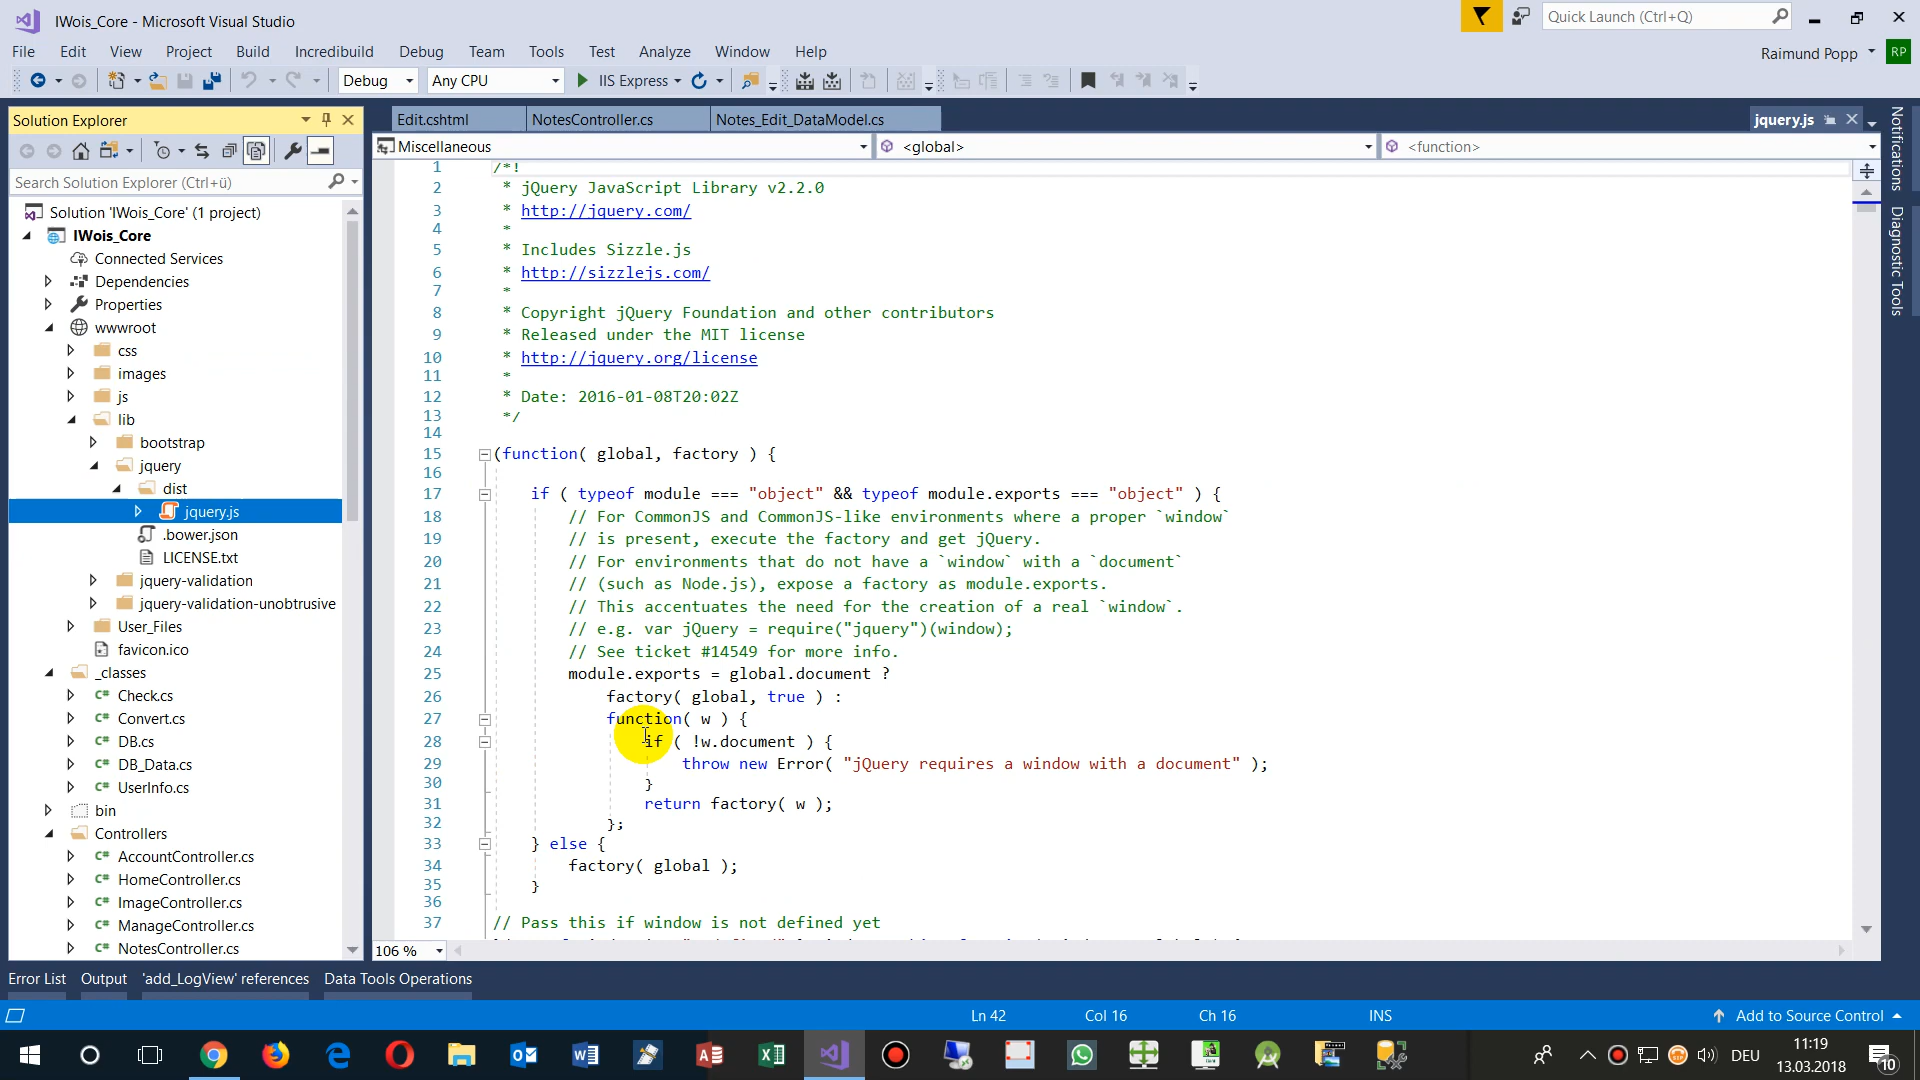 IWois_Core - Microsoft Visual Studio
Quick Launch (Ctrl+Q)
File Edit View Project Build Incredibuild Debug Team Tools Test Analyze Window Help
Raimund Popp RP
Debug Any CPU IIS Express
Solution Explorer
Edit.cshtml NotesController.cs Notes_Edit_DataModel.cs jquery.js
Miscellaneous <global> <function>
Search Solution Explorer (Ctrl+ü)
Solution 'IWois_Core' (1 project)
IWois_Core
Connected Services
Dependencies
Properties
wwwroot
css
images
js
lib
bootstrap
jquery
dist
jquery.js
.bower.json
LICENSE.txt
jquery-validation
jquery-validation-unobtrusive
User_Files
favicon.ico
_classes
C# Check.cs
C# Convert.cs
C# DB.cs
C# DB_Data.cs
C# UserInfo.cs
bin
Controllers
C# AccountController.cs
C# HomeController.cs
C# ImageController.cs
C# ManageController.cs
C# NotesController.cs
1 /*!
2 * jQuery JavaScript Library v2.2.0
3 * http://jquery.com/
4 *
5 * Includes Sizzle.js
6 * http://sizzlejs.com/
7 *
8 * Copyright jQuery Foundation and other contributors
9 * Released under the MIT license
10 * http://jquery.org/license
11 *
12 * Date: 2016-01-08T20:02Z
13 */
14
15 (function( global, factory ) {
16
17 if ( typeof module === "object" && typeof module.exports === "object" ) {
18 // For CommonJS and CommonJS-like environments where a proper `window`
19 // is present, execute the factory and get jQuery.
20 // For environments that do not have a `window` with a `document`
21 // (such as Node.js), expose a factory as module.exports.
22 // This accentuates the need for the creation of a real `window`.
23 // e.g. var jQuery = require("jquery")(window);
24 // See ticket #14549 for more info.
25 module.exports = global.document ?
26 factory( global, true ) :
27 function( w ) {
28 if ( !w.document ) {
29 throw new Error( "jQuery requires a window with a document" );
30 }
31 return factory( w );
32 };
33 } else {
34 factory( global );
35 }
36
37 // Pass this if window is not defined yet
106 %
Notifications
Diagnostic Tools
Error List Output 'add_LogView' references Data Tools Operations
Ln 42 Col 16 Ch 16 INS Add to Source Control
DEU 11:19
13.03.2018
10